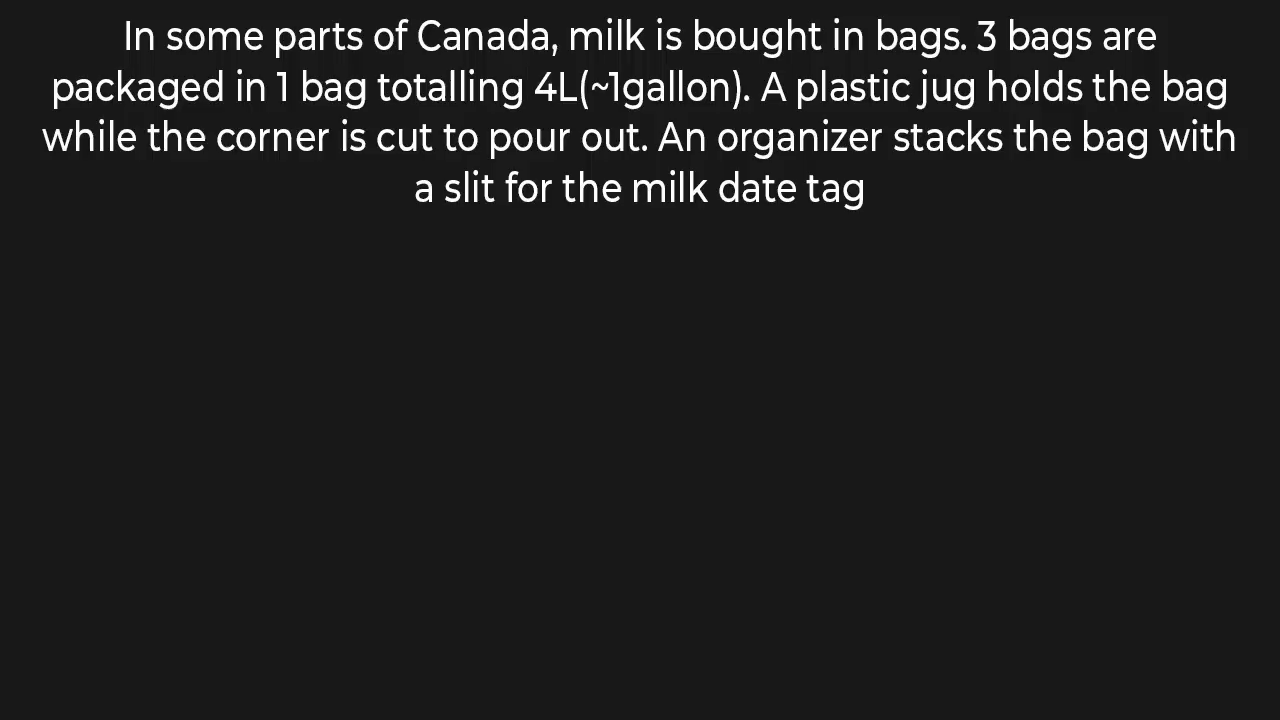 In some parts of Canada, milk is bought in bags. 3 bags are
packaged in 1 bag totalling 4L(~1gallon). A plastic jug holds the bag
while the corner is cut to pour out. An organizer stacks the bag with
a slit for the milk date tag